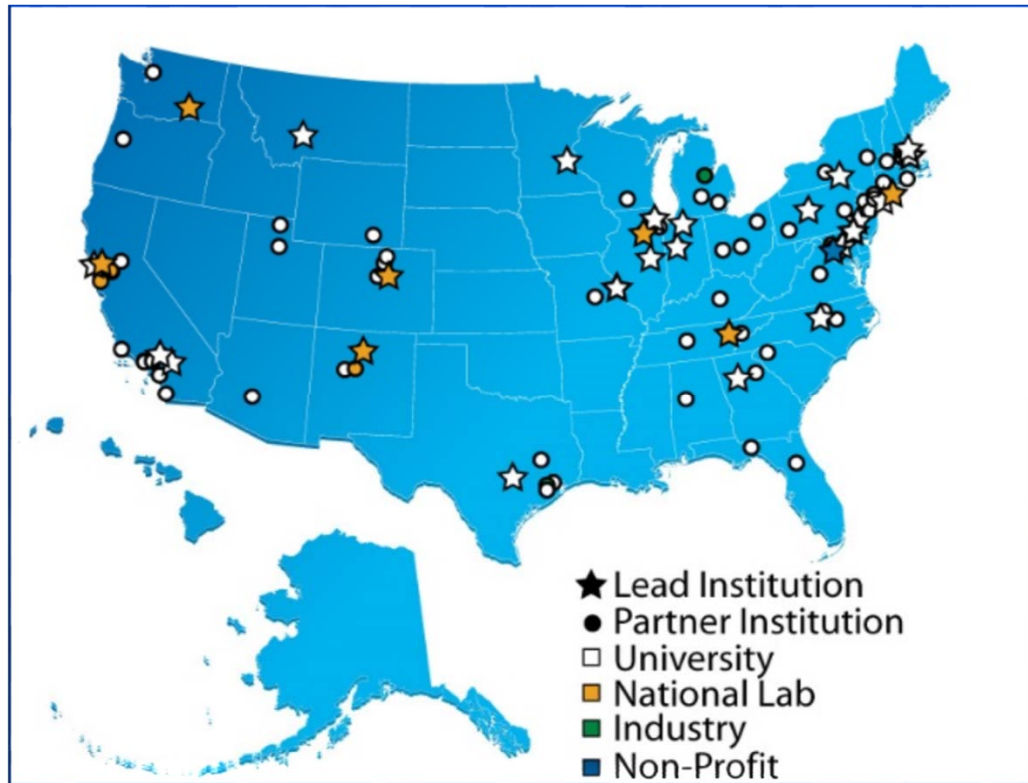 Lead Institution
Partner Institution
University
National Lab
Industry
Non-Profit